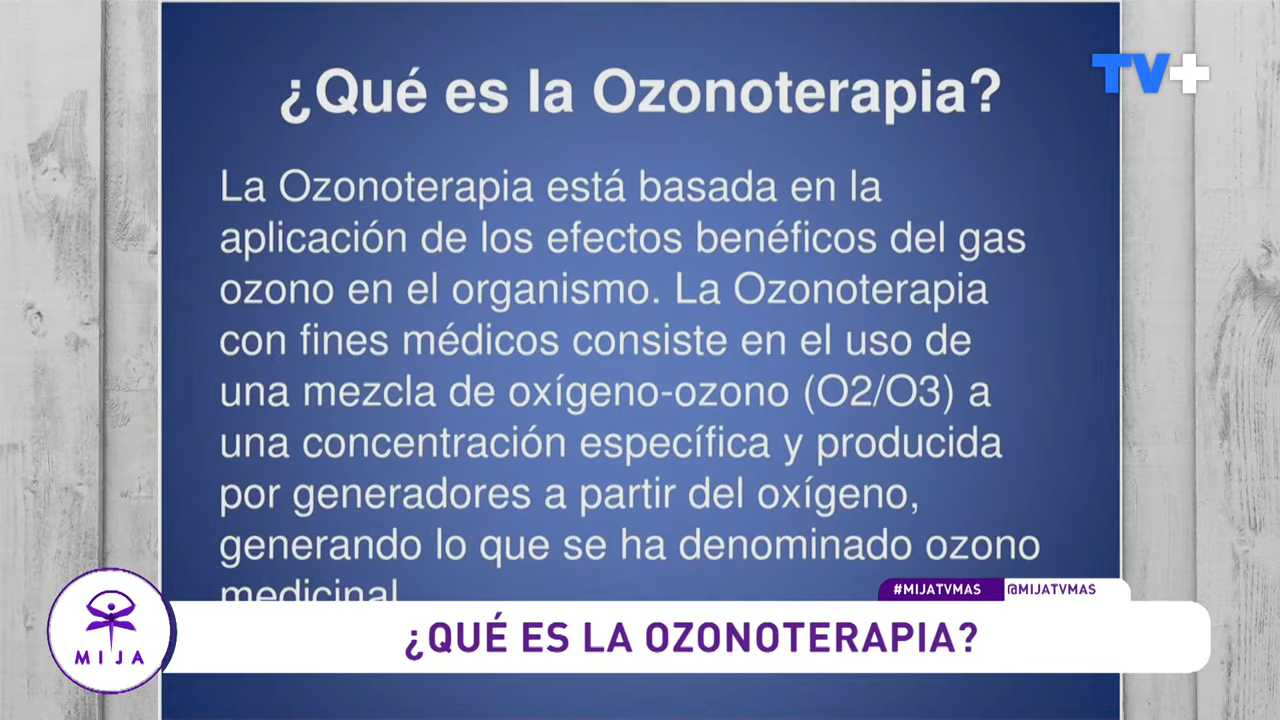 ¿Qué es la Ozonoterapia?
TV+
La Ozonoterapia está basada en la
aplicación de los efectos benéficos del gas
ozono en el organismo. La Ozonoterapia
con fines médicos consiste en el uso de
una mezcla de oxígeno-ozono (O2/O3) a
una concentración específica y producida
por generadores a partir del oxígeno,
generando lo que se ha denominado ozono
medicinal
#MIJATVMAS
@MIJATVMAS
¿QUÉ ES LA OZONOTERAPIA?
MIJA